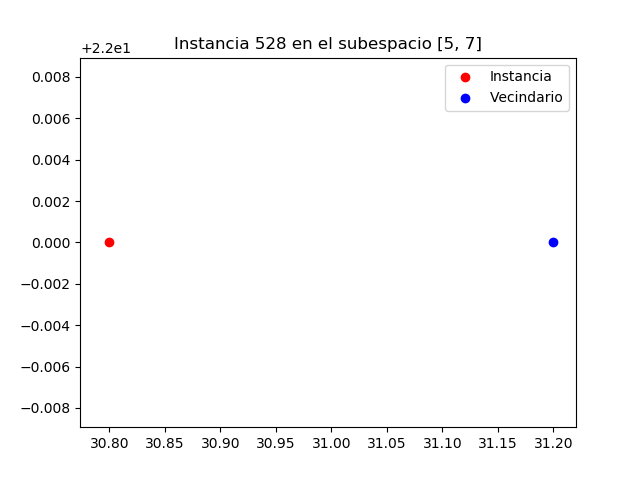 Instancia 528 en el subespacio [5, 7]
+2.2e1
Instancia
Vecindario
0.008
0.006
0.004
0.002
0.000
−0.002
−0.004
−0.006
−0.008
30.80 30.85 30.90 30.95 31.00 31.05 31.10 31.15 31.20